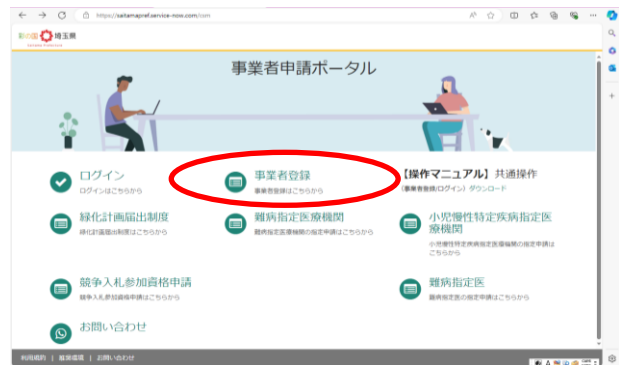 https://saitamapref.service-now.com/csm
彩の国 埼玉県
事業者申請ポータル
ログイン
ログインはこちらから
事業者登録
事業者登録はこちらから
【操作マニュアル】共通操作
(事業者登録/ログイン) ダウンロード
緑化計画届出制度
緑化計画届出制度はこちらから
難病指定医療機関
難病指定医療機関の指定申請はこちらから
小児慢性特定疾病指定医
療機関
小児慢性特定疾病指定医療機関の指定申請は
こちらから
競争入札参加資格申請
競争入札参加資格申請はこちらから
難病指定医
難病指定医の指定申請はこちらから
お問い合わせ
利用規約 | 推奨環境 | お問い合わせ